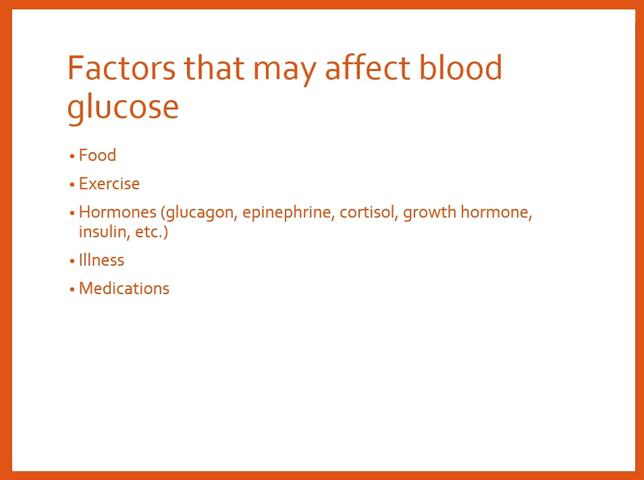 Factors that may affect blood
glucose
• Food
• Exercise
• Hormones (glucagon, epinephrine, cortisol, growth hormone,
insulin, etc.)
• Illness
• Medications